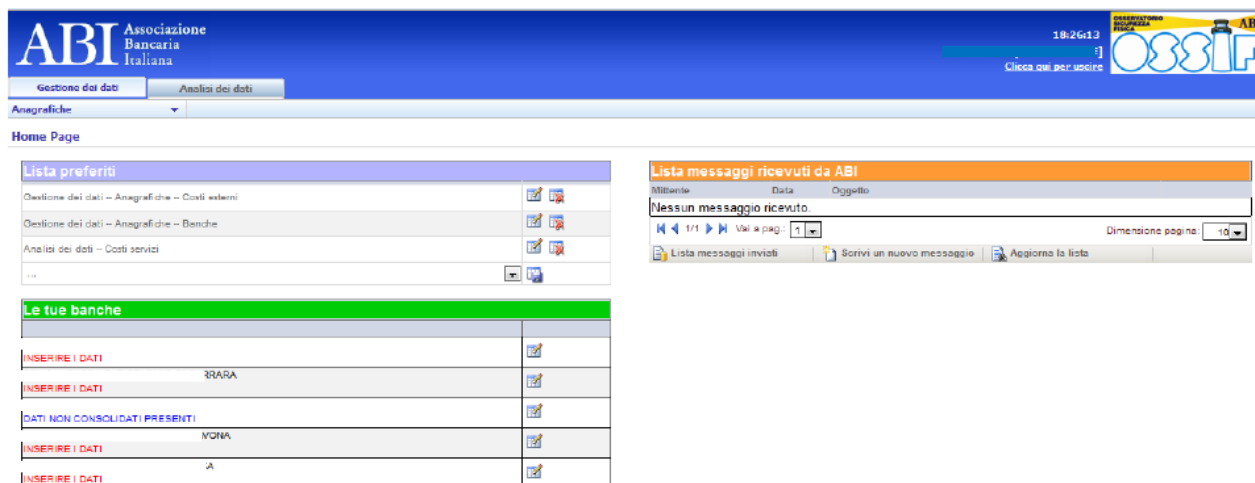 ABI Associazione
Bancaria
Italiana
18:26:13
Clicca qui per uscire
OSSERVATORIO
SICUREZZA
FISICA
AB
OSSIF
Gestione dei dati
Analisi dei dati
Anagrafiche
Home Page
Lista preferiti
Gestione dei dati – Anagrafiche – Costi esterni
Gestione dei dati – Anagrafiche – Banche
Analisi dei dati – Costi servizi
...
Le tue banche
INSERIRE I DATI
RRARA
INSERIRE I DATI
DATI NON CONSOLIDATI PRESENTI
MONA
INSERIRE I DATI
INSERIRE I DATI
Lista messaggi ricevuti da ABI
Mittente Data Oggetto
Nessun messaggio ricevuto.
1/1 Vai a pag.: 1 Dimensione pagina: 10
Lista messaggi inviati Scrivi un nuovo messaggio Aggiorna la lista